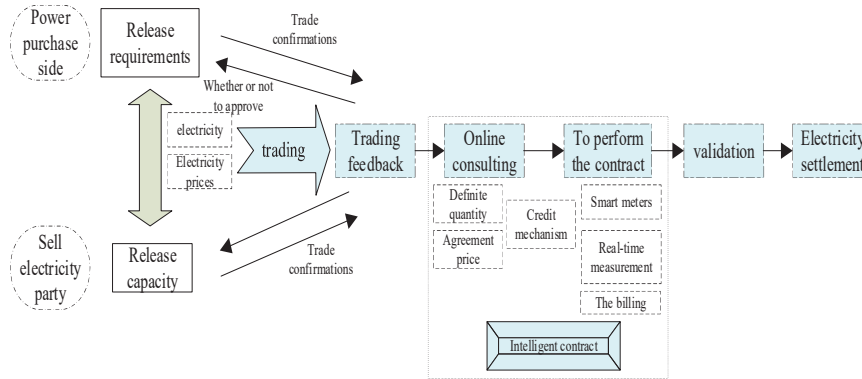 Power
purchase
side
Release
requirements
Trade
confirmations
Whether or not
to approve
electricity
Electricity
prices
trading
Trading
feedback
Online
consulting
To perform
the contract
validation
Electricity
settlement
Definite
quantity
Agreement
price
Credit
mechanism
Smart meters
Real-time
measurement
The billing
Intelligent contract
Sell
electricity
party
Release
capacity
Trade
confirmations